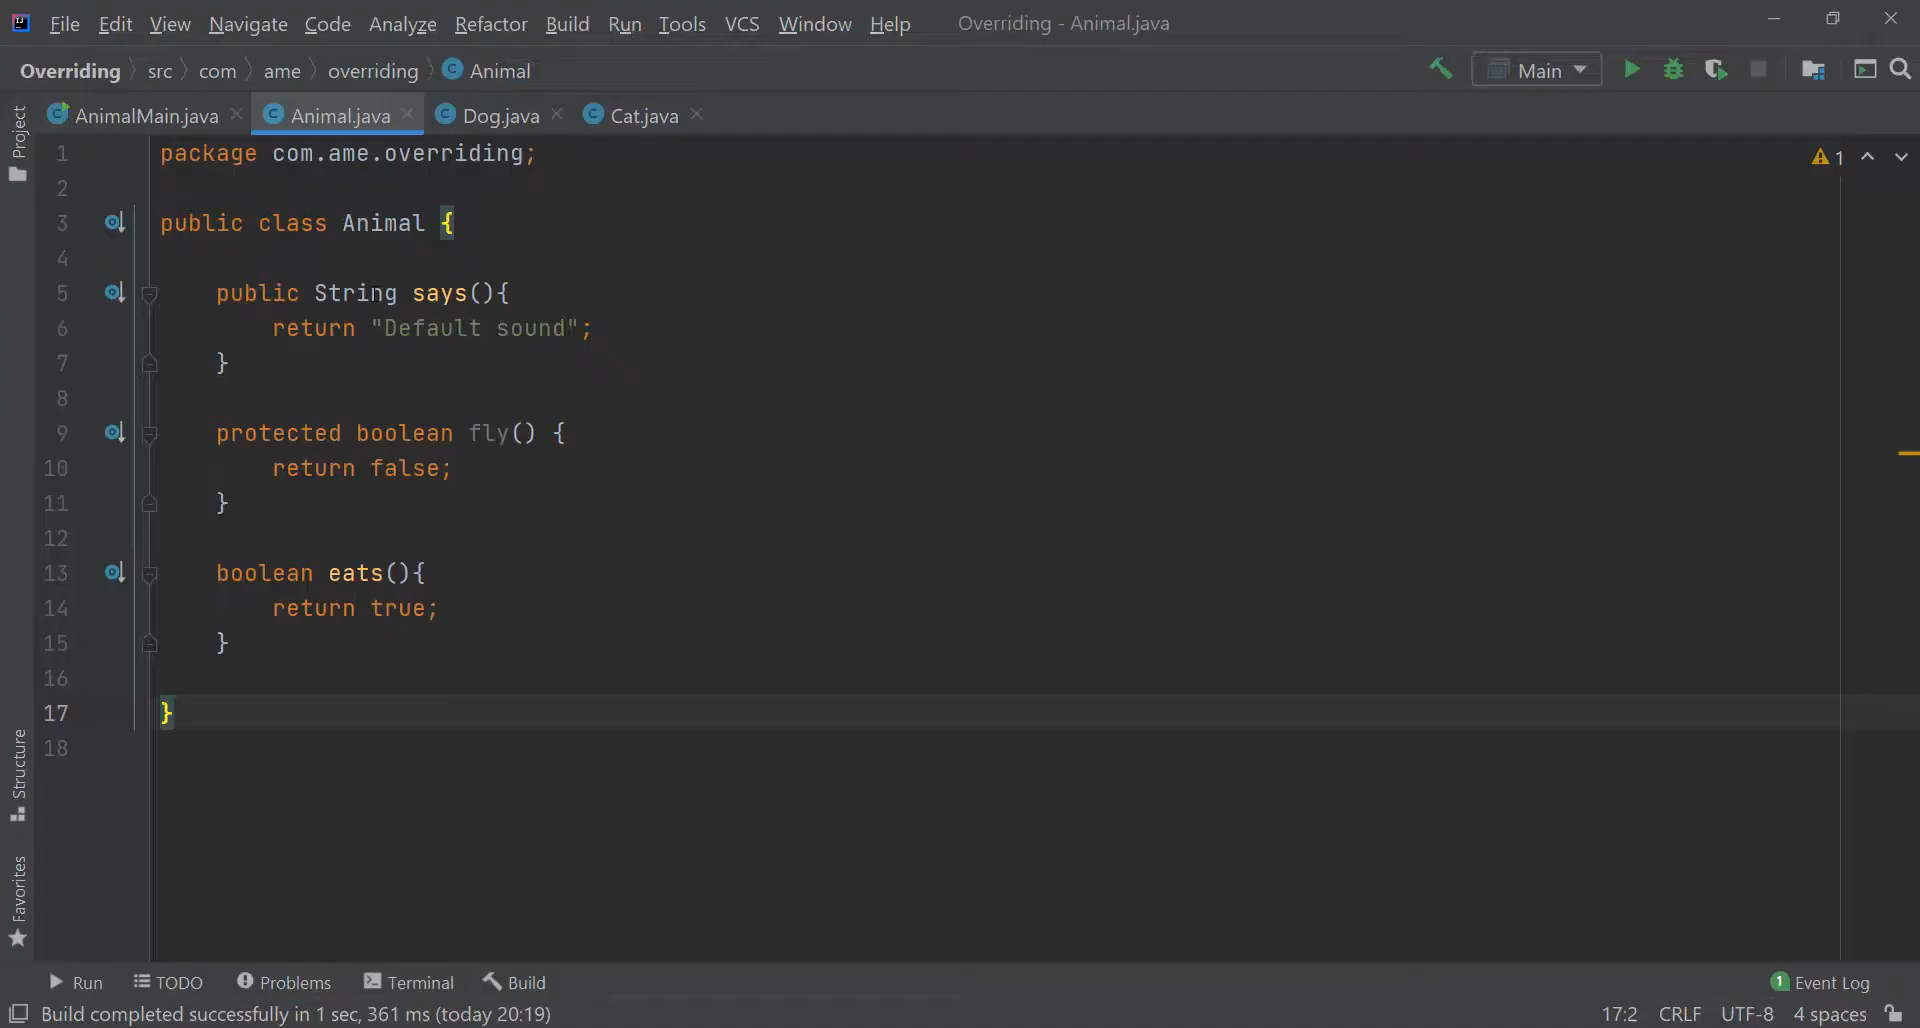 File Edit View Navigate Code Analyze Refactor Build Run Tools VCS Window Help Overriding - Animal.java
Overriding src com ame overriding Animal Main
AnimalMain.java Animal.java Dog.java Cat.java
Project
1 package com.ame.overriding;
1
2
3 public class Animal {
4
5 public String says(){
6 return "Default sound";
7 }
8
9 protected boolean fly() {
10 return false;
11 }
12
13 boolean eats(){
14 return true;
15 }
16
17 }
18
Structure
Favorites
Run TODO Problems Terminal Build 1 Event Log
Build completed successfully in 1 sec, 361 ms (today 20:19) 17:2 CRLF UTF-8 4 spaces